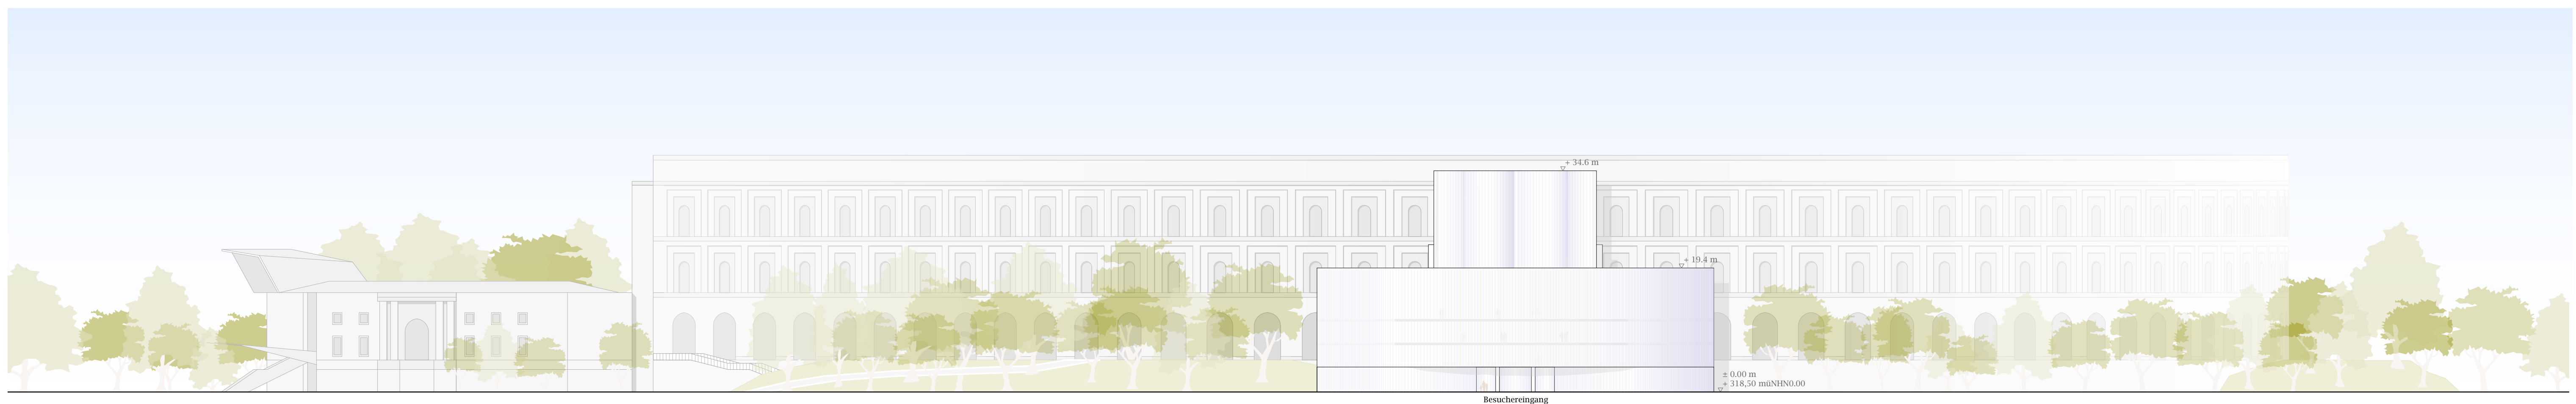 + 34.6 m
+ 19.4 m
± 0.00 m
+ 318,50 müNHN0.00
Besuchereingang